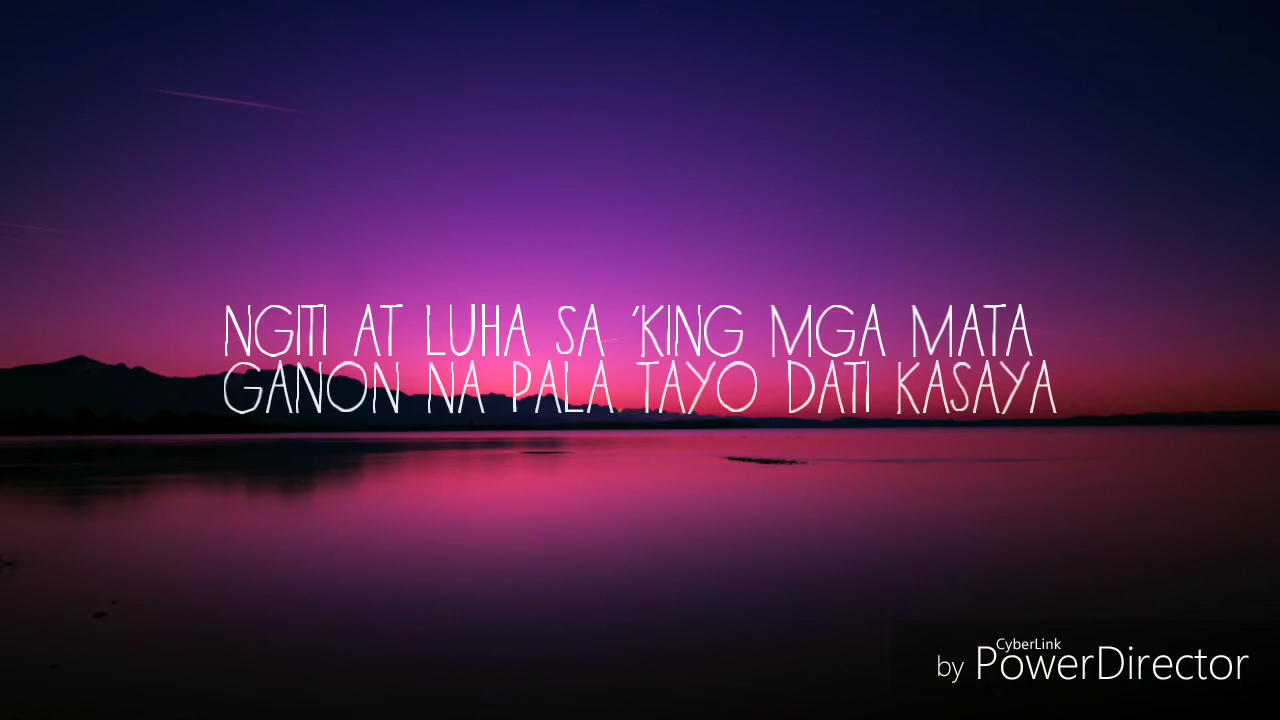 NGITI AT LUHA SA 'KING MGA MATA
GANON NA PALA TAYO DATI KASAYA
CyberLink
by PowerDirector